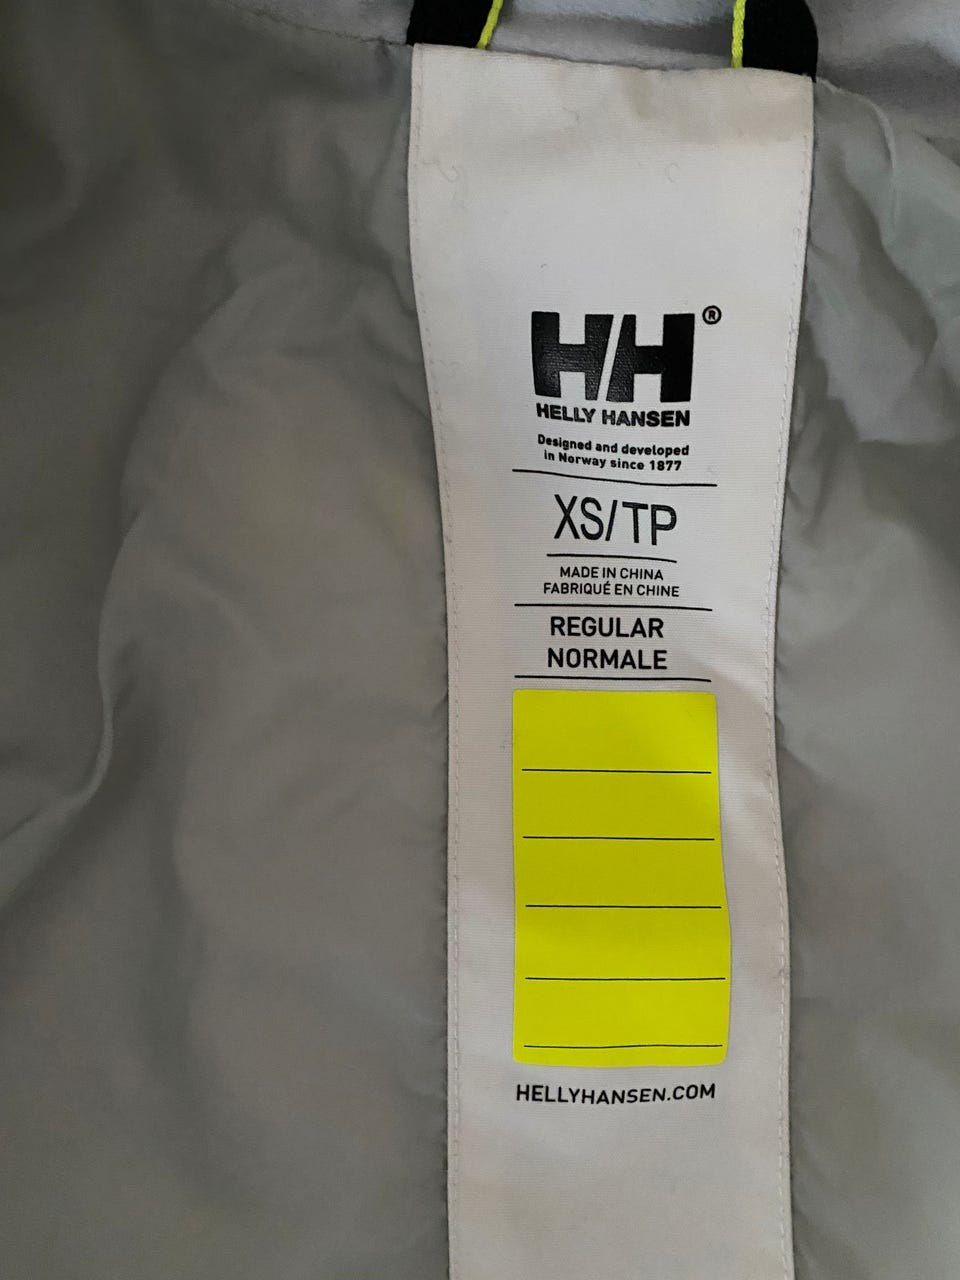 HH®
HELLY HANSEN
Designed and developed
in Norway since 1877
XS/TP
MADE IN CHINA
FABRIQUÉ EN CHINE
REGULAR
NORMALE
HELLYHANSEN.COM